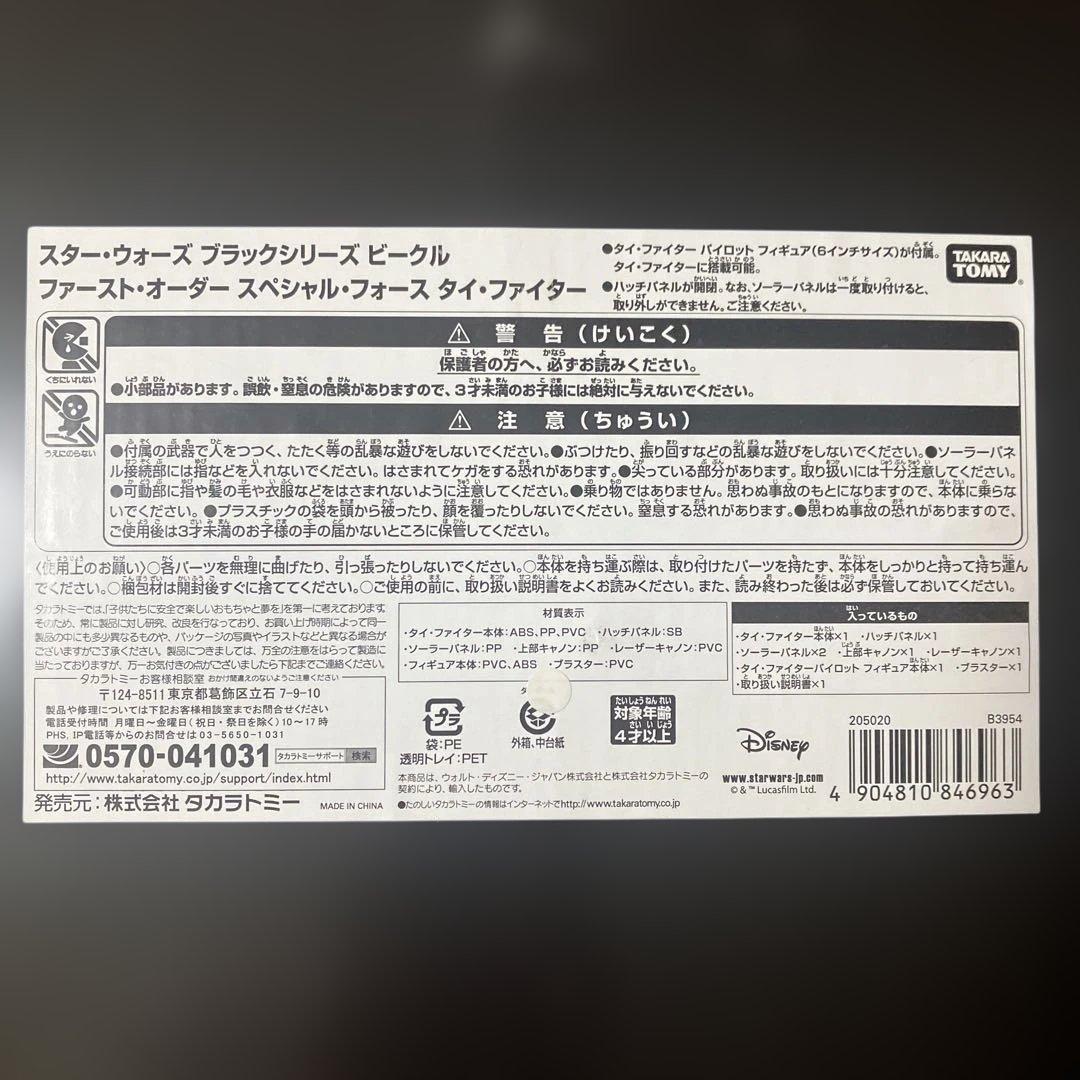 スター・ウォーズ ブラックシリーズ ビークル
ファースト・オーダー スペシャル・フォース タイ・ファイター
●タイ・ファイター パイロット フィギュア(6インチサイズ)が付属。
タイ・ファイターに搭載可能。
●ハッチパネルが開閉。なお、ソーラーパネルは一度取り付けると、
取り外しができません。ご注意ください。
TAKARA
TOMY
くちにいれない
うえにのらない
⚠ 警 告 (けいこく)
保護者の方へ、必ずお読みください。
●小部品があります。誤飲・窒息の危険がありますので、3才未満のお子様には絶対に与えないでください。
⚠ 注 意 (ちゅうい)
●付属の武器で人をつつく、たたく等の乱暴な遊びをしないでください。●ぶつけたり、振り回すなどの乱暴な遊びをしないでください。●ソーラーパネ
ル接続部には指などを入れないでください。はさまれてケガをする恐れがあります。●尖っている部分があります。取り扱いには十分注意してください。
●可動部に指や髪の毛や衣服などをはさまれないように注意してください。●乗り物ではありません。思わぬ事故のもとになりますので、本体に乗らな
いでください。●プラスチックの袋を頭から被ったり、顔を覆ったりしないでください。窒息する恐れがあります。●思わぬ事故の恐れがありますので、
ご使用後は3才未満のお子様の手の届かないところに保管してください。
〈使用上のお願い〉○各パーツを無理に曲げたり、引っ張ったりしないでください。○本体を持ち運ぶ際は、取り付けたパーツを持たず、本体をしっかりと持って持ち運ん
でください。○梱包材は開封後すぐに捨ててください。○ご使用の前に、取り扱い説明書をよくお読みください。また、読み終わった後は必ず保管しておいてください。
タカラトミーでは、「子供たちに安全で楽しいおもちゃと夢を」を第一に考えております。
そのため、常に製品に対し研究、改良を行なっており、お買い上げ時期によって同一
製品の中にも多少異なるものや、パッケージの写真やイラストなどと異なる場合が
ございますがご了承ください。製品につきましては、万全の注意をはらって製造に
当たっておりますが、万一お気付きの点がございましたら下記までご連絡ください。
タカラトミーお客様相談室 おかけ間違えのないようご注意ください
〒124-8511 東京都葛飾区立石 7-9-10
製品や修理については下記お客様相談室までお問合せください
電話受付時間 月曜日〜金曜日(祝日・祭日を除く)10〜17時
PHS、IP電話等からのお問合せは 03-5650-1031
0570-041031 タカラトミーサポート 検索
http://www.takaratomy.co.jp/support/index.html
発売元：株式会社 タカラトミー MADE IN CHINA
材質表示
・タイ・ファイター本体：ABS、PP、PVC ・ハッチパネル：SB
・ソーラーパネル：PP ・上部キャノン：PP ・レーザーキャノン：PVC
・フィギュア本体：PVC、ABS ・ブラスター：PVC
プラ
袋：PE
透明トレイ：PET
外箱、中台紙
対象年齢
4才以上
本商品は、ウォルト・ディズニー・ジャパン株式会社と株式会社タカラトミーの
契約により、輸入したものです。
●たのしいタカラトミーの情報はインターネットでhttp://www.takaratomy.co.jp
入っているもの
・タイ・ファイター本体×1 ・ハッチパネル×1
・ソーラーパネル×2 ・上部キャノン×1 ・レーザーキャノン×1
・タイ・ファイターパイロット フィギュア本体×1 ・ブラスター×1
・取り扱い説明書×1
Disney
www.starwars-jp.com
© & ™ Lucasfilm Ltd.
205020 B3954
4 904810 846963